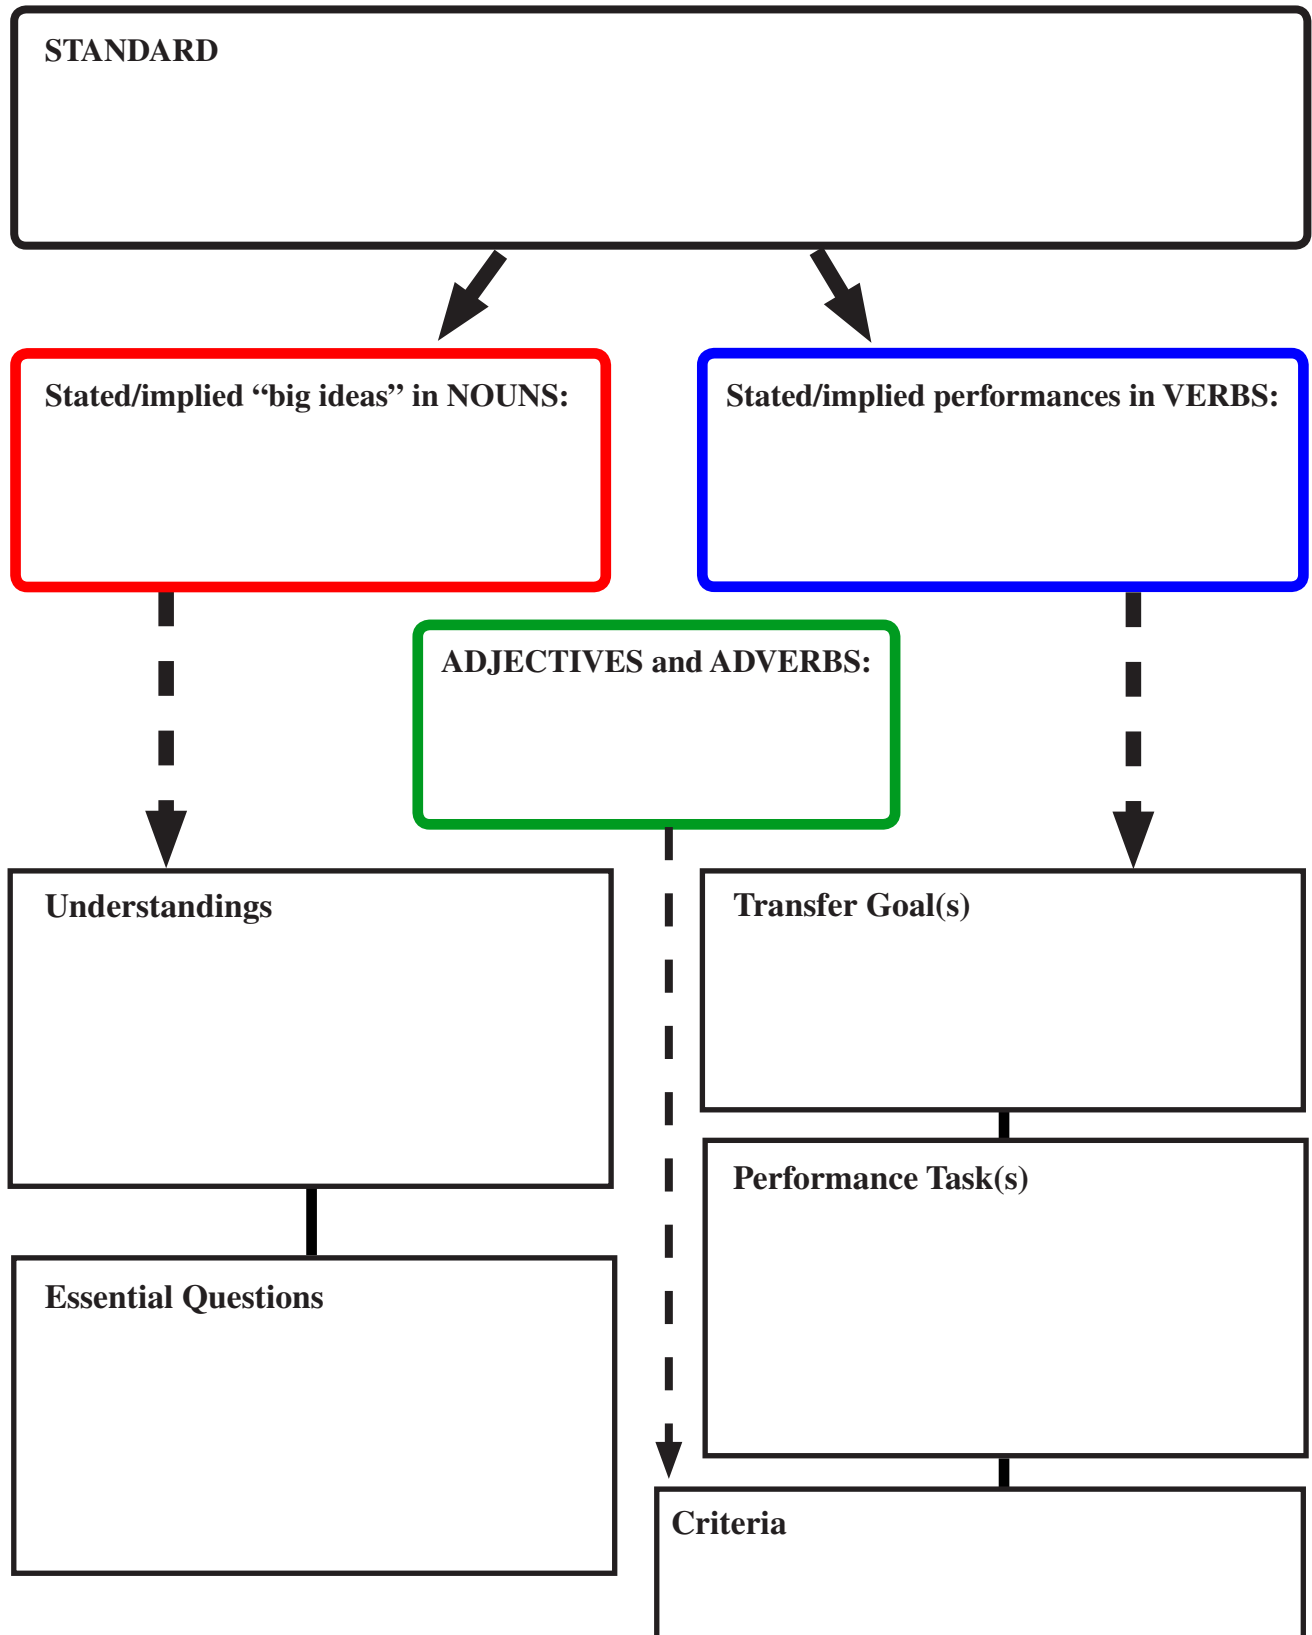 STANDARD
Stated/implied “big ideas” in NOUNS:
Stated/implied performances in VERBS:
ADJECTIVES and ADVERBS:
Understandings
Transfer Goal(s)
Performance Task(s)
Essential Questions
Criteria